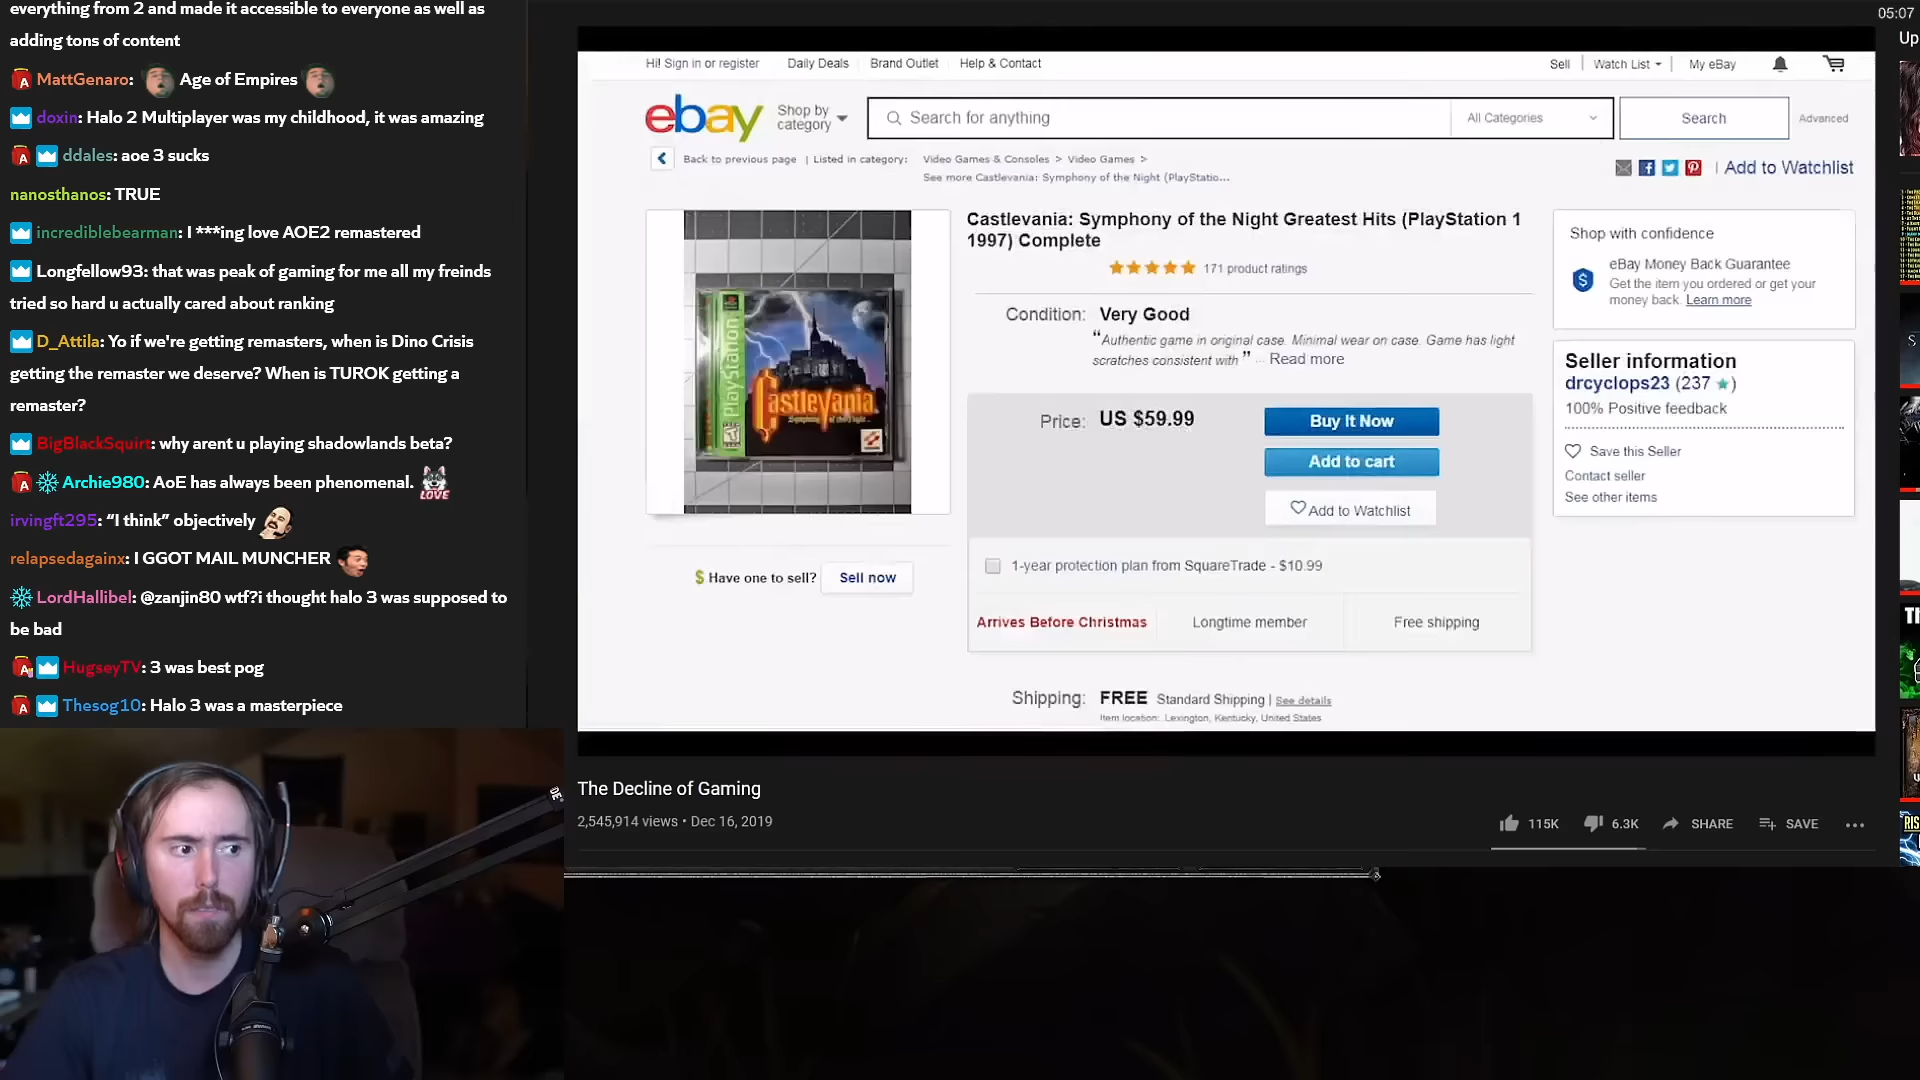 everything from 2 and made it accessible to everyone as well as
adding tons of content
MattGenaro: Age of Empires
doxin: Halo 2 Multiplayer was my childhood, it was amazing
ddales: aoe 3 sucks
nanosthanos: TRUE
incrediblebearman: I ***ing love AOE2 remastered
Longfellow93: that was peak of gaming for me all my freinds
tried so hard u actually cared about ranking
D_Attila: Yo if we're getting remasters, when is Dino Crisis
getting the remaster we deserve? When is TUROK getting a
remaster?
BigBlackSquirt: why arent u playing shadowlands beta?
Archie980: AoE has always been phenomenal.
LOVE
irvingft295: “I think” objectively
relapsedagainx: I GGOT MAIL MUNCHER
LordHallibel: @zanjin80 wtf?i thought halo 3 was supposed to
be bad
HugseyTV: 3 was best pog
Thesog10: Halo 3 was a masterpiece
05:07
Up
Hi! Sign in or register Daily Deals Brand Outlet Help & Contact
Sell Watch List My eBay
ebay Shop by category
Search for anything All Categories Search Advanced
Back to previous page | Listed in category: Video Games & Consoles > Video Games >
See more Castlevania: Symphony of the Night (PlayStatio...
| Add to Watchlist
PlayStation
Castlevania
Castlevania: Symphony of the Night Greatest Hits (PlayStation 1
1997) Complete
171 product ratings
Condition: Very Good
“Authentic game in original case. Minimal wear on case. Game has light
scratches consistent with ” ... Read more
Price: US $59.99 Buy It Now
Add to cart
Add to Watchlist
1-year protection plan from SquareTrade - $10.99
Arrives Before Christmas Longtime member Free shipping
Shipping: FREE Standard Shipping | See details
Item location: Lexington, Kentucky, United States
$ Have one to sell? Sell now
Shop with confidence
eBay Money Back Guarantee
Get the item you ordered or get your
money back. Learn more
Seller information
drcyclops23 (237 )
100% Positive feedback
Save this Seller
Contact seller
See other items
The Decline of Gaming
2,545,914 views • Dec 16, 2019
115K 6.3K SHARE SAVE